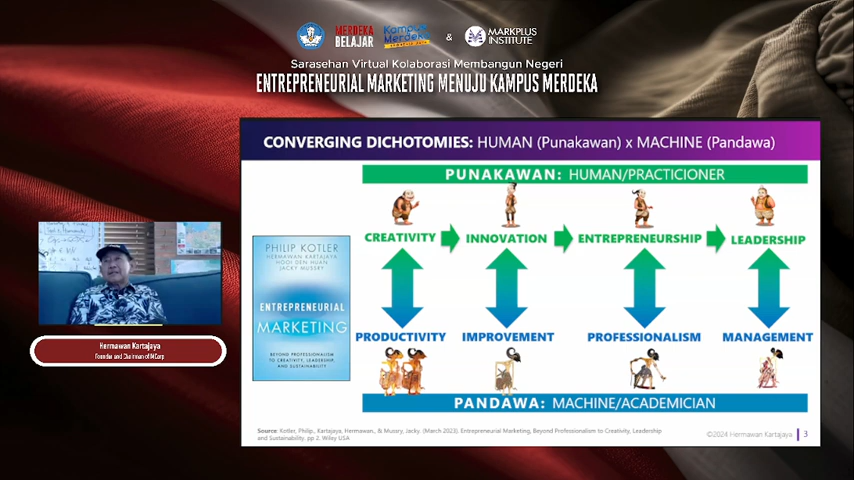 MERDEKA
BELAJAR
Kampus
Merdeka
INDONESIA JAYA
&
MARKPLUS
INSTITUTE
Sarasehan Virtual Kolaborasi Membangun Negeri
ENTREPRENEURIAL MARKETING MENUJU KAMPUS MERDEKA
CONVERGING DICHOTOMIES: HUMAN (Punakawan) x MACHINE (Pandawa)
PUNAKAWAN: HUMAN/PRACTICIONER
CREATIVITY INNOVATION ENTREPRENEURSHIP LEADERSHIP
PHILIP KOTLER
HERMAWAN KARTAJAYA
HOOI DEN HUAN
JACKY MUSSRY
ENTREPRENEURIAL
MARKETING
BEYOND PROFESSIONALISM
TO CREATIVITY, LEADERSHIP,
AND SUSTAINABILITY
PRODUCTIVITY IMPROVEMENT PROFESSIONALISM MANAGEMENT
PANDAWA: MACHINE/ACADEMICIAN
Hermawan Kartajaya
Founder and Chairman of MCorp
Source: Kotler, Philip., Kartajaya, Hermawan., & Mussry, Jacky. (March 2023). Entrepreneurial Marketing, Beyond Professionalism to Creativity, Leadership
and Sustainability. pp 2. Wiley USA
©2024 Hermawan Kartajaya 3